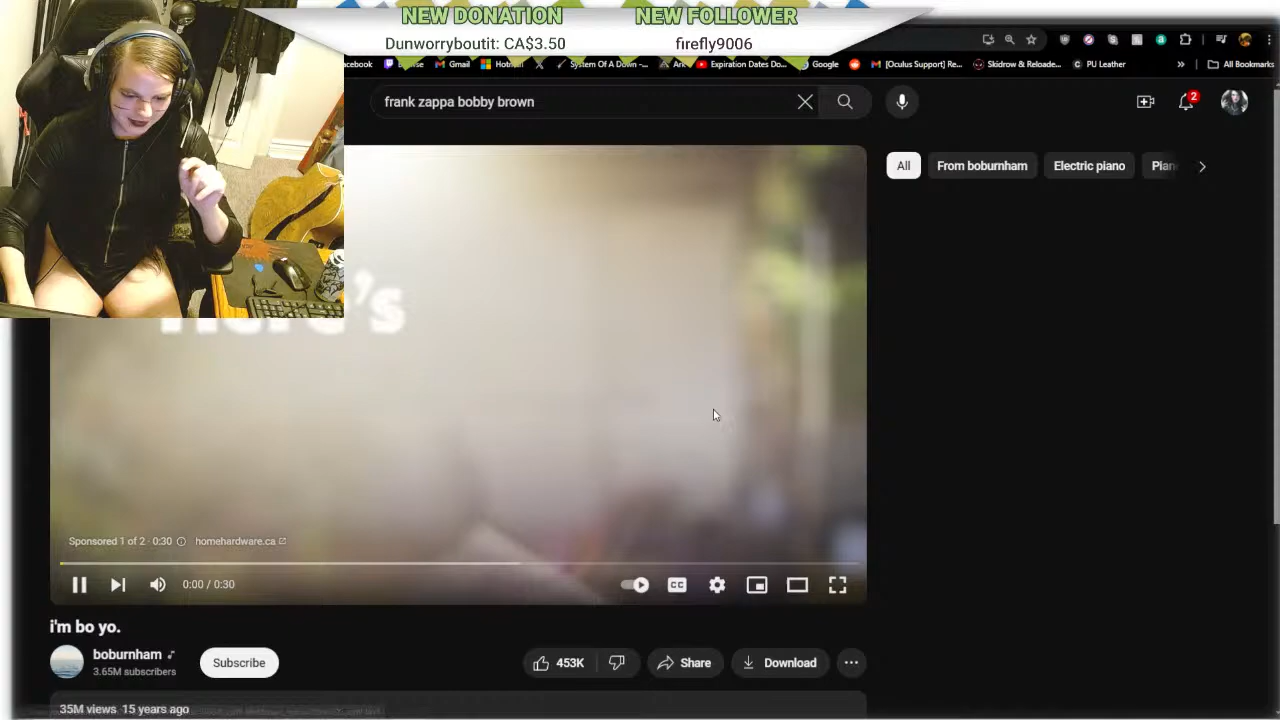 NEW DONATION
Dunworryboutit: CA$3.50
NEW FOLLOWER
firefly9006
Gmail
System Of A Down -...
Ark
Expiration Dates Do...
Google
[Oculus Support] Re...
Skidrow & Reloade...
PU Leather
»
All Bookmarks
frank zappa bobby brown
2
All
From boburnham
Electric piano
Sponsored 1 of 2 · 0:30
homehardware.ca
0:00 / 0:30
CC
i'm bo yo.
boburnham
3.65M subscribers
Subscribe
453K
Share
Download
...
35M views 15 years ago